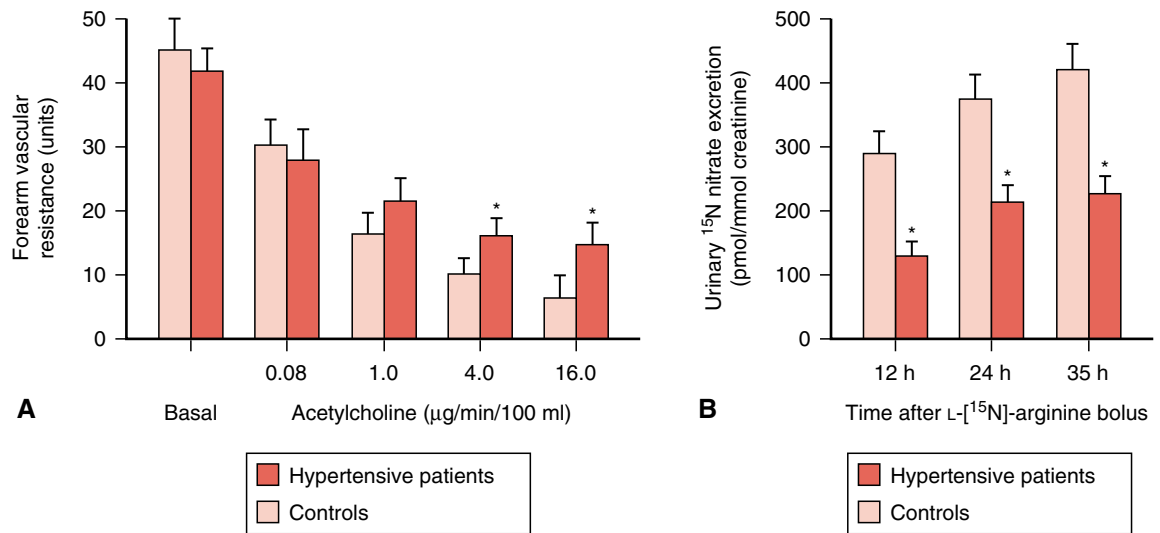 Forearm vascular
resistance (units)
50
40
30
20
10
0
* *
0.08 1.0 4.0 16.0
A
Basal Acetylcholine (μg/min/100 ml)
Hypertensive patients
Controls
Urinary ¹⁵N nitrate excretion
(pmol/mmol creatinine)
500
400
300
200
100
0
* * *
12 h 24 h 35 h
B
Time after L-[¹⁵N]-arginine bolus
Hypertensive patients
Controls